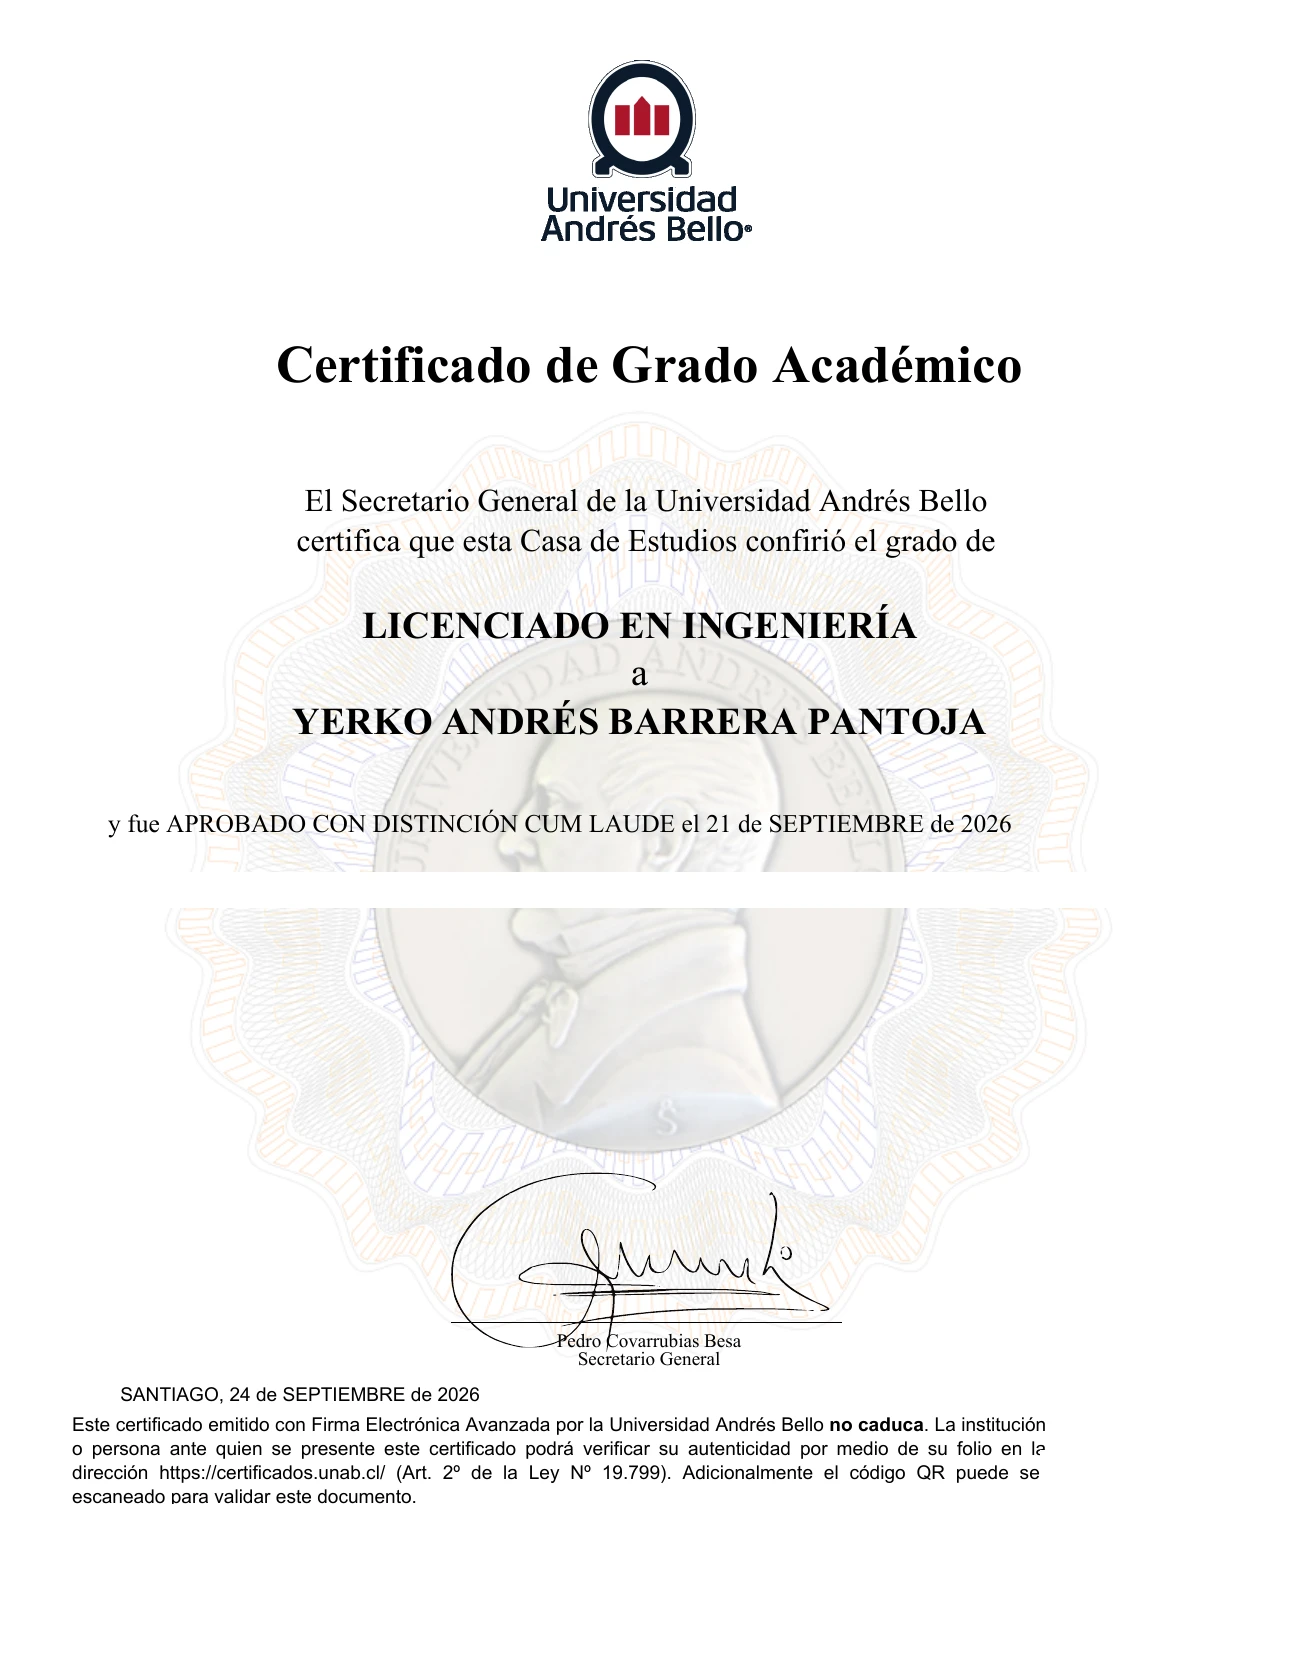 Universidad
Andrés Bello®
Certificado de Grado Académico
El Secretario General de la Universidad Andrés Bello
certifica que esta Casa de Estudios confirió el grado de
LICENCIADO EN INGENIERÍA
a
YERKO ANDRÉS BARRERA PANTOJA
UNIVERSIDAD ANDRES BELLO
y fue APROBADO CON DISTINCIÓN CUM LAUDE el 21 de SEPTIEMBRE de 2026
Pedro Covarrubias Besa
Secretario General
SANTIAGO, 24 de SEPTIEMBRE de 2026
Este certificado emitido con Firma Electrónica Avanzada por la Universidad Andrés Bello no caduca. La institución
o persona ante quien se presente este certificado podrá verificar su autenticidad por medio de su folio en la
dirección https://certificados.unab.cl/ (Art. 2º de la Ley Nº 19.799). Adicionalmente el código QR puede se
escaneado para validar este documento.